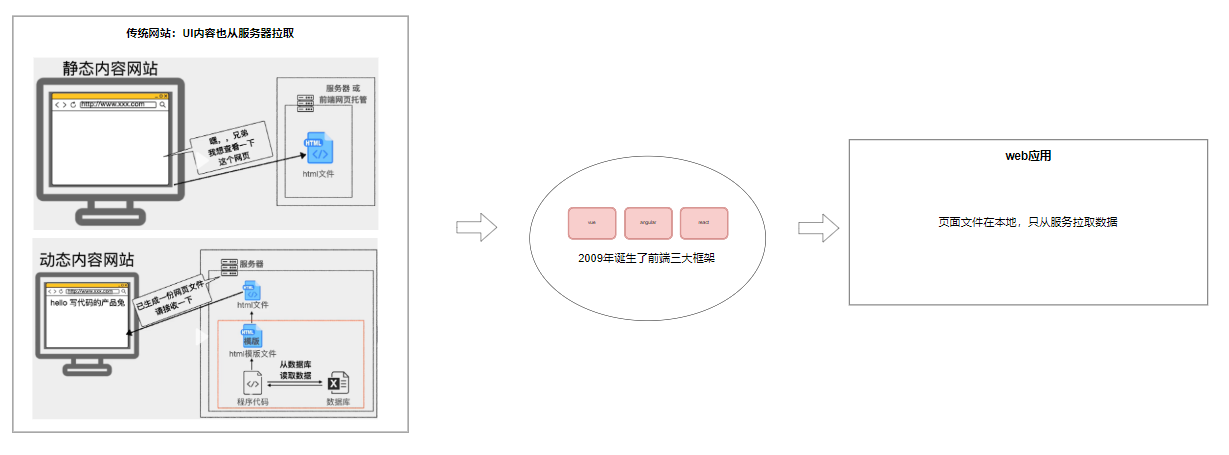 传统网站：UI内容也从服务器拉取
静态内容网站
http://www.xxx.com
嘿，，兄弟
我想查看一下
这个网页
服务器 或
前端网页托管
HTML
html文件
动态内容网站
http://www.xxx.com
hello 写代码的产品兔
已生成一份网页文件
请接收一下
服务器
HTML
html文件
HTML
模版
html模版文件
从数据库
读取数据
程序代码
数据库
vue
angular
react
2009年诞生了前端三大框架
web应用
页面文件在本地，只从服务拉取数据